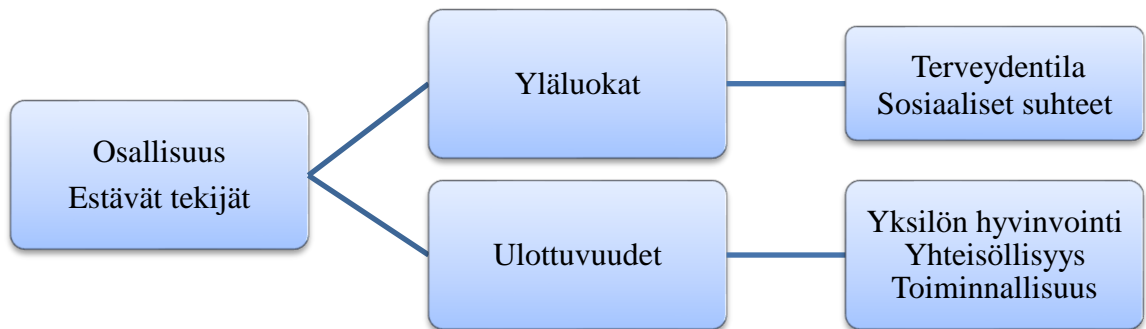 Osallisuus
Estävät tekijät
Yläluokat
Terveydentila
Sosiaaliset suhteet
Ulottuvuudet
Yksilön hyvinvointi
Yhteisöllisyys
Toiminnallisuus